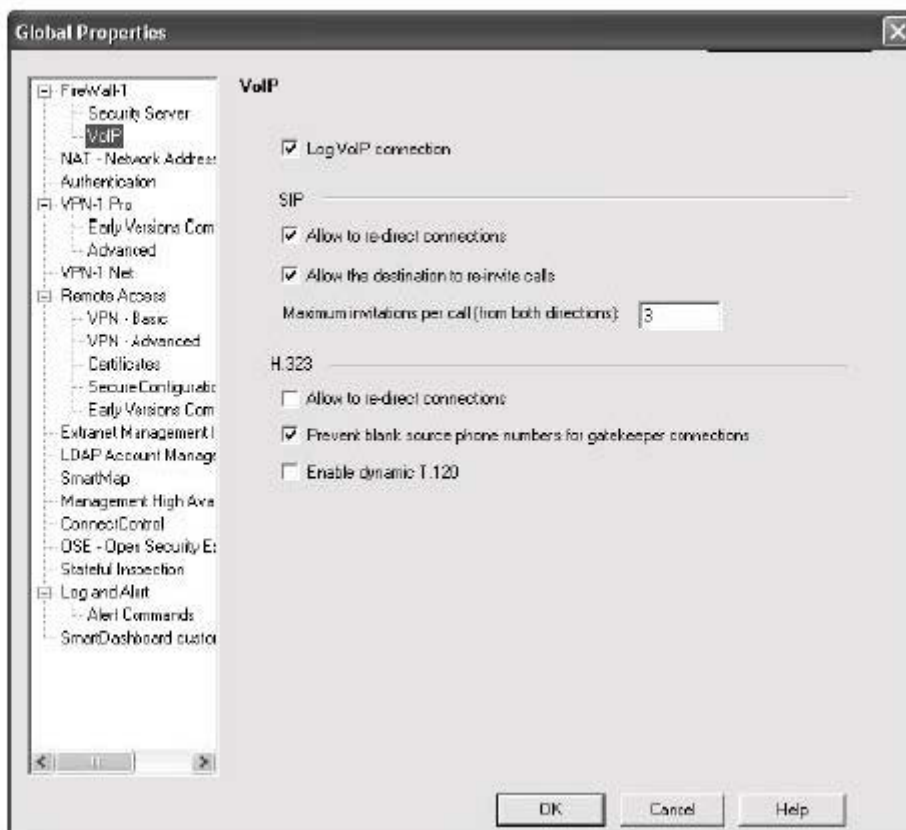 Global Properties
FireWall-1
Security Server
VoIP
NAT - Network Address
Authentication
VPN-1 Pro
Early Versions Com
Advanced
VPN-1 Net
Remote Access
VPN - Basic
VPN - Advanced
Certificates
SecureConfiguratic
Early Versions Com
Extranet Management I
LDAP Account Manage
SmartMap
Management High Ava
ConnectControl
OSE - Open Security E
Stateful Inspection
Log and Alert
Alert Commands
SmartDashboard custor
VoIP
Log VoIP connection
SIP
Allow to re-direct connections
Allow the destination to re-invite calls
Maximum invitations per call (from both directions): 3
H.323
Allow to re-direct connections
Prevent blank source phone numbers for gatekeeper connections
Enable dynamic T.120
OK Cancel Help